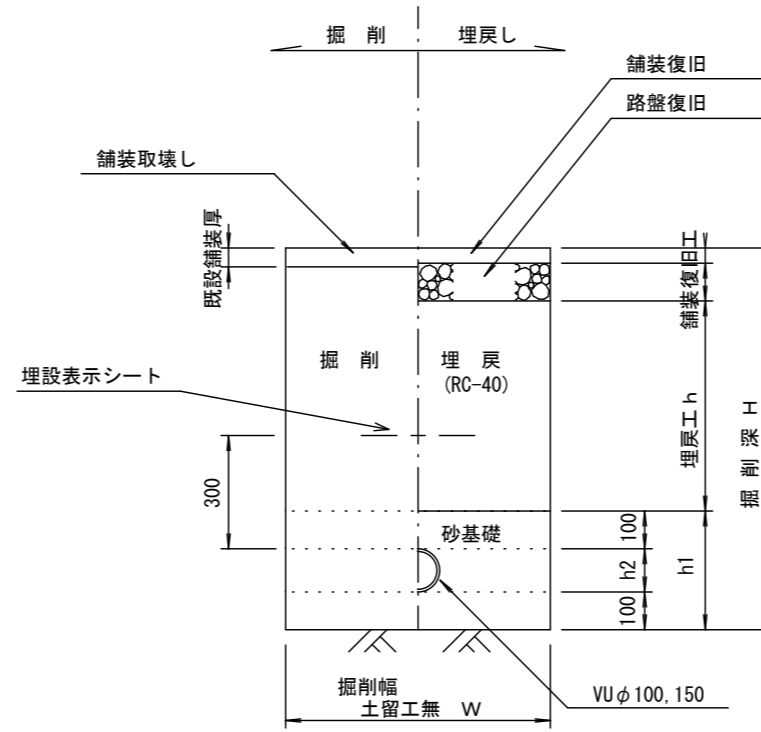 掘 削 埋戻し
舗装復旧
路盤復旧
舗装取壊し
既設舗装厚
舗装復旧工
掘 削
埋 戻
(RC-40)
埋設表示シート
埋戻工h
掘削深H
300
砂基礎
100
h2
h1
100
掘削幅
土留工無 W
VUφ100,150